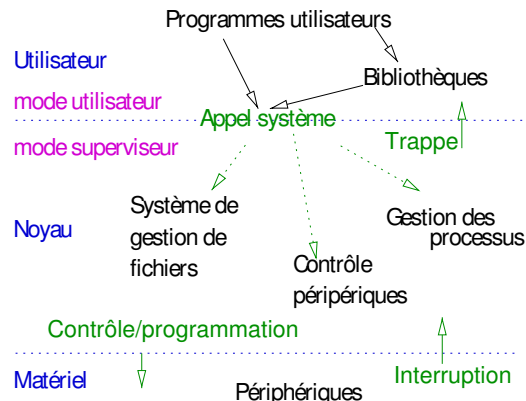 Programmes utilisateurs
Utilisateur
Bibliothèques
mode utilisateur
Appel système
mode superviseur
Trappe
Système de
gestion de
fichiers
Noyau
Gestion des
processus
Contrôle
péripériques
Contrôle/programmation
Matériel
Périphériques
Interruption